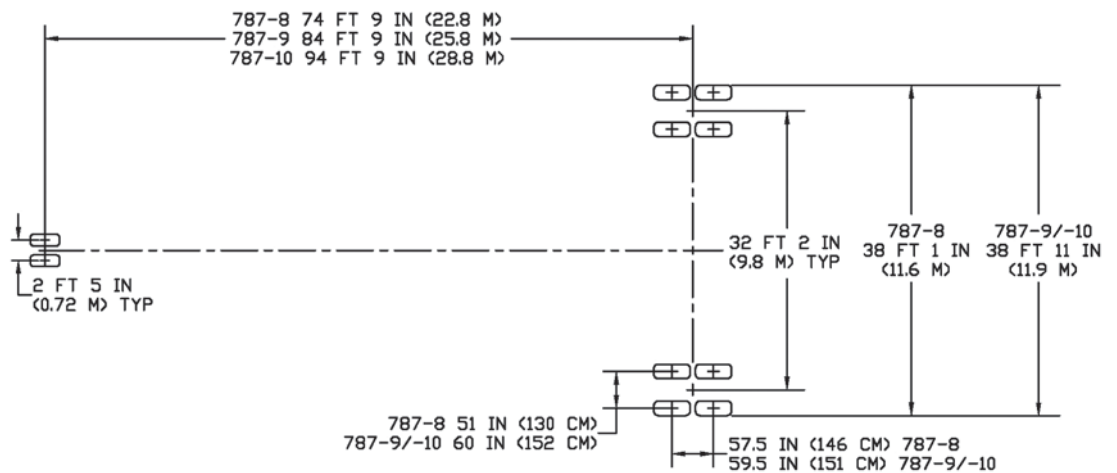 787-8 74 FT 9 IN (22.8 M)
787-9 84 FT 9 IN (25.8 M)
787-10 94 FT 9 IN (28.8 M)
2 FT 5 IN
(0.72 M) TYP
32 FT 2 IN
(9.8 M) TYP
787-8
38 FT 1 IN
(11.6 M)
787-9/-10
38 FT 11 IN
(11.9 M)
787-8 51 IN (130 CM)
787-9/-10 60 IN (152 CM)
57.5 IN (146 CM) 787-8
59.5 IN (151 CM) 787-9/-10